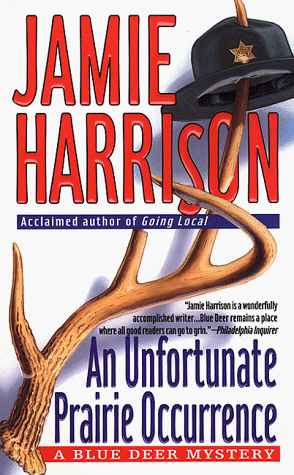 JAMIE
HARRISON
Acclaimed author of Going Local
"Jamie Harrison is a wonderfully
accomplished writer...Blue Deer remains a place
where all good readers can go to grin."—Philadelphia Inquirer
An Unfortunate
Prairie Occurrence
A BLUE DEER MYSTERY